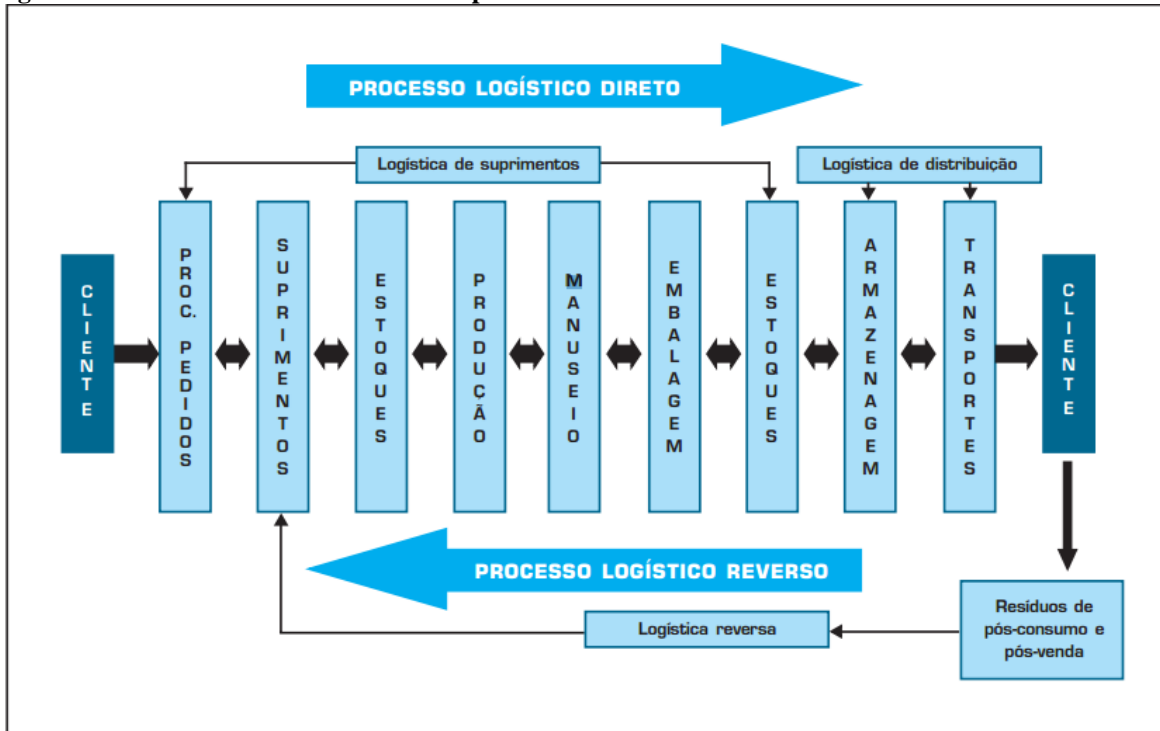 PROCESSO LOGÍSTICO DIRETO
Logística de suprimentos
Logística de distribuição
CLIENTE
PROC. PEDIDOS
SUPRIMENTOS
ESTOQUES
PRODUÇÃO
MANUSEIO
EMBALAGEM
ESTOQUES
ARMAZENAGEM
TRANSPORTES
CLIENTE
PROCESSO LOGÍSTICO REVERSO
Logística reversa
Resíduos de
pós-consumo e
pós-venda